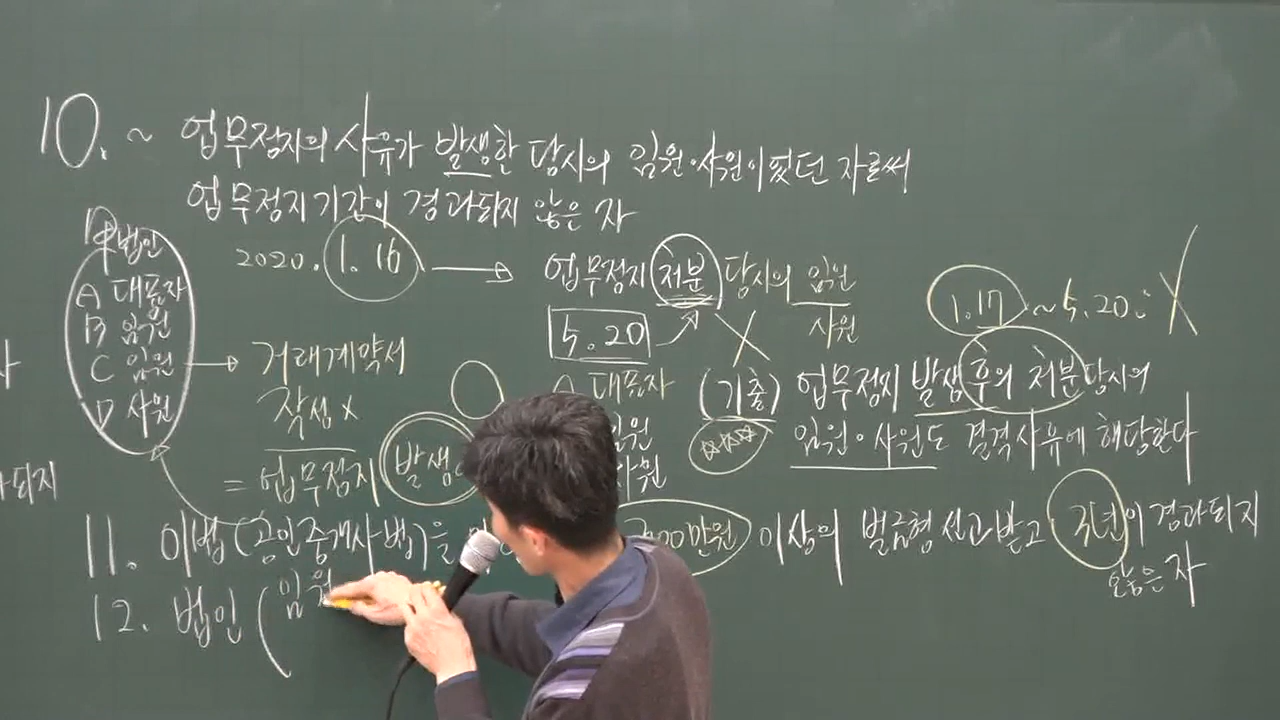 10. ~ 업무정지의 사유가 발생한 당시의 임원·사원이었던 자로써
업무정지기간이 경과되지 않은 자
법인
A 대표자
B 임원
C 임원
D 사원
2020. 1. 16 → 업무정지 처분 당시의 임원
사원
5.20
X
1.17 ~ 5.20 : X
→ 거래계약서
작성 x
= 업무정지 발생
대표자
임원
사원
(기출) 업무정지 발생 후의 처분 당시의
임원·사원도 결격사유에 해당한다
☆☆☆
되지
11. 이법(공인중개사법)을 00만원 이상의 벌금형 선고받고 3년이 경과되지
않은 자
12. 법인 (임원